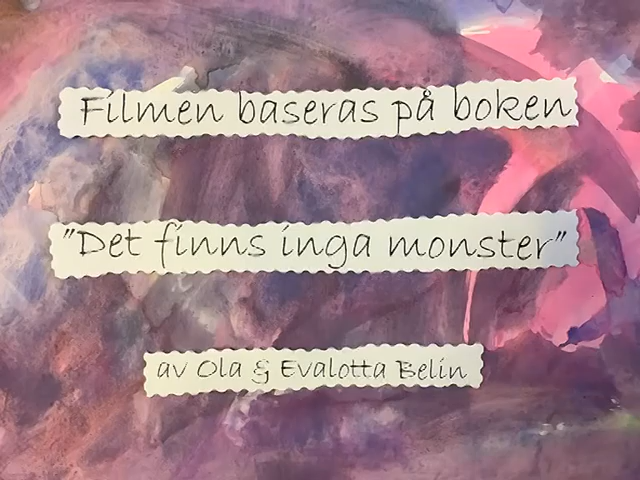 Filmen baseras på boken
"Det finns inga monster"
av Ola & Evalotta Belin